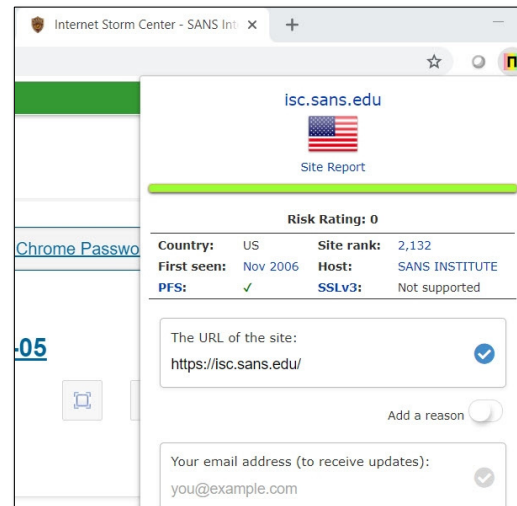 Internet Storm Center - SANS Int
isc.sans.edu
Site Report
Risk Rating: 0
Chrome Passwo
Country: US Site rank: 2,132
First seen: Nov 2006 Host: SANS INSTITUTE
PFS: ✓ SSLv3: Not supported
-05
The URL of the site:
https://isc.sans.edu/
Add a reason
Your email address (to receive updates):
you@example.com